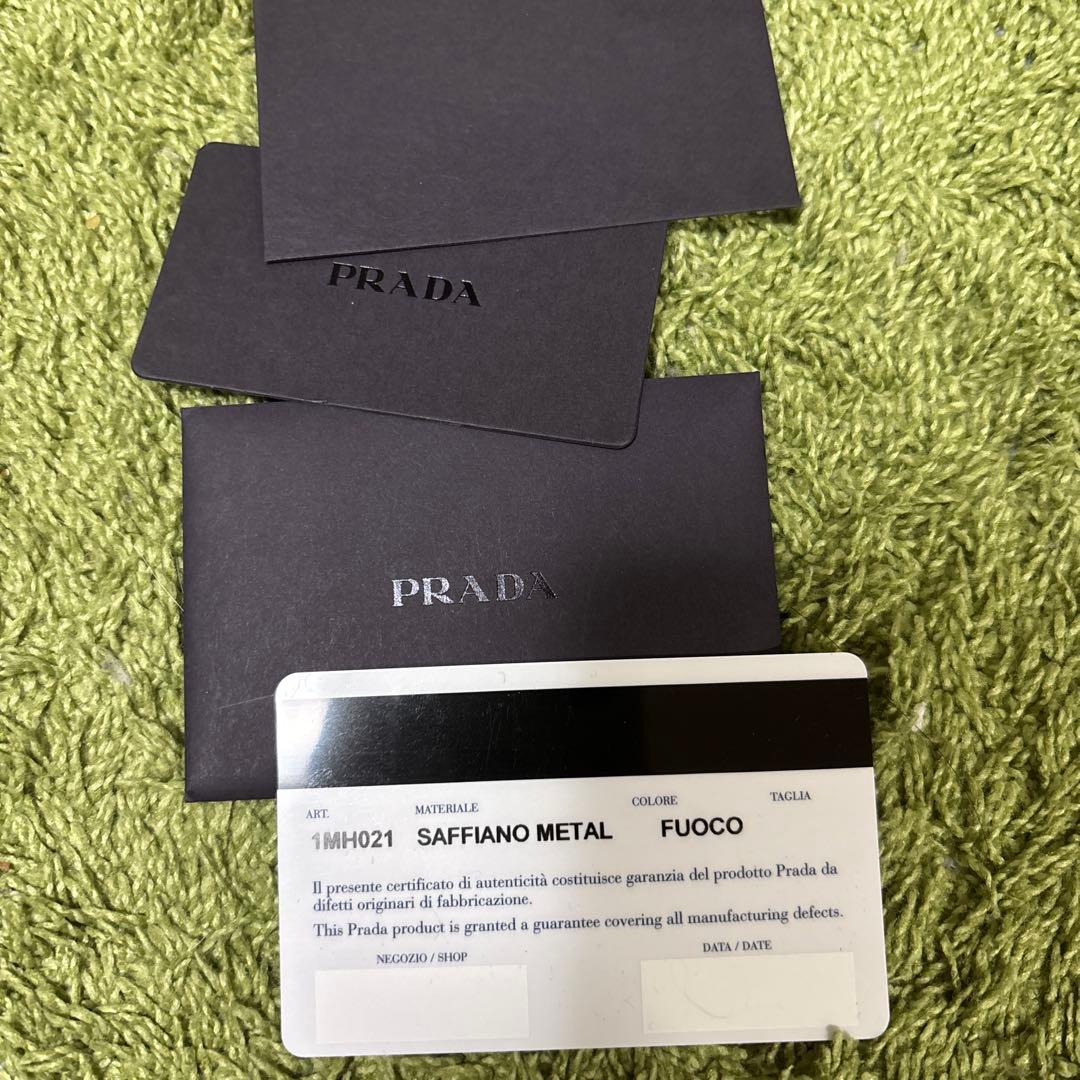 PRADA
PRADA
ART. MATERIALE COLORE TAGLIA
1MH021 SAFFIANO METAL FUOCO
Il presente certificato di autenticità costituisce garanzia del prodotto Prada da
difetti originari di fabbricazione.
This Prada product is granted a guarantee covering all manufacturing defects.
NEGOZIO / SHOP DATA / DATE